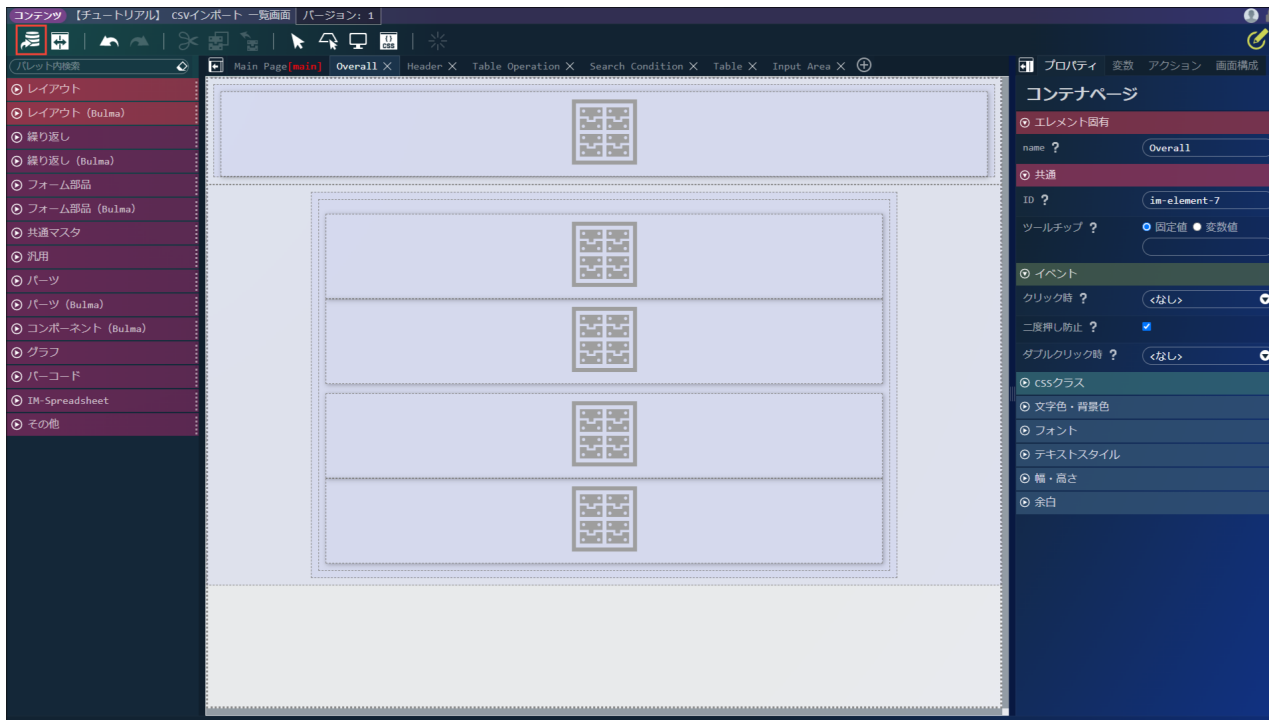 コンテンツ 【チュートリアル】 CSVインポート 一覧画面 バージョン: 1
{} CSS
パレット内検索
Main Page[main] Overall Header Table Operation Search Condition Table Input Area
プロパティ 変数 アクション 画面構成
レイアウト
レイアウト (Bulma)
繰り返し
繰り返し (Bulma)
フォーム部品
フォーム部品 (Bulma)
共通マスタ
汎用
パーツ
パーツ (Bulma)
コンポーネント (Bulma)
グラフ
バーコード
IM-Spreadsheet
その他
コンテナページ
エレメント固有
name ? Overall
共通
ID ? im-element-7
ツールチップ ? 固定値 変数値
イベント
クリック時 ? <なし>
二度押し防止 ?
ダブルクリック時 ? <なし>
cssクラス
文字色・背景色
フォント
テキストスタイル
幅・高さ
余白